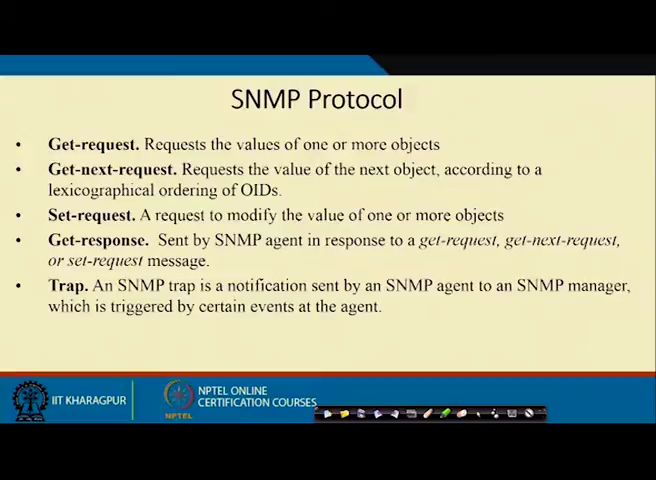 SNMP Protocol
• Get-request. Requests the values of one or more objects
• Get-next-request. Requests the value of the next object, according to a
lexicographical ordering of OIDs.
• Set-request. A request to modify the value of one or more objects
• Get-response. Sent by SNMP agent in response to a get-request, get-next-request,
or set-request message.
• Trap. An SNMP trap is a notification sent by an SNMP agent to an SNMP manager,
which is triggered by certain events at the agent.
IIT KHARAGPUR
NPTEL
NPTEL ONLINE
CERTIFICATION COURSES